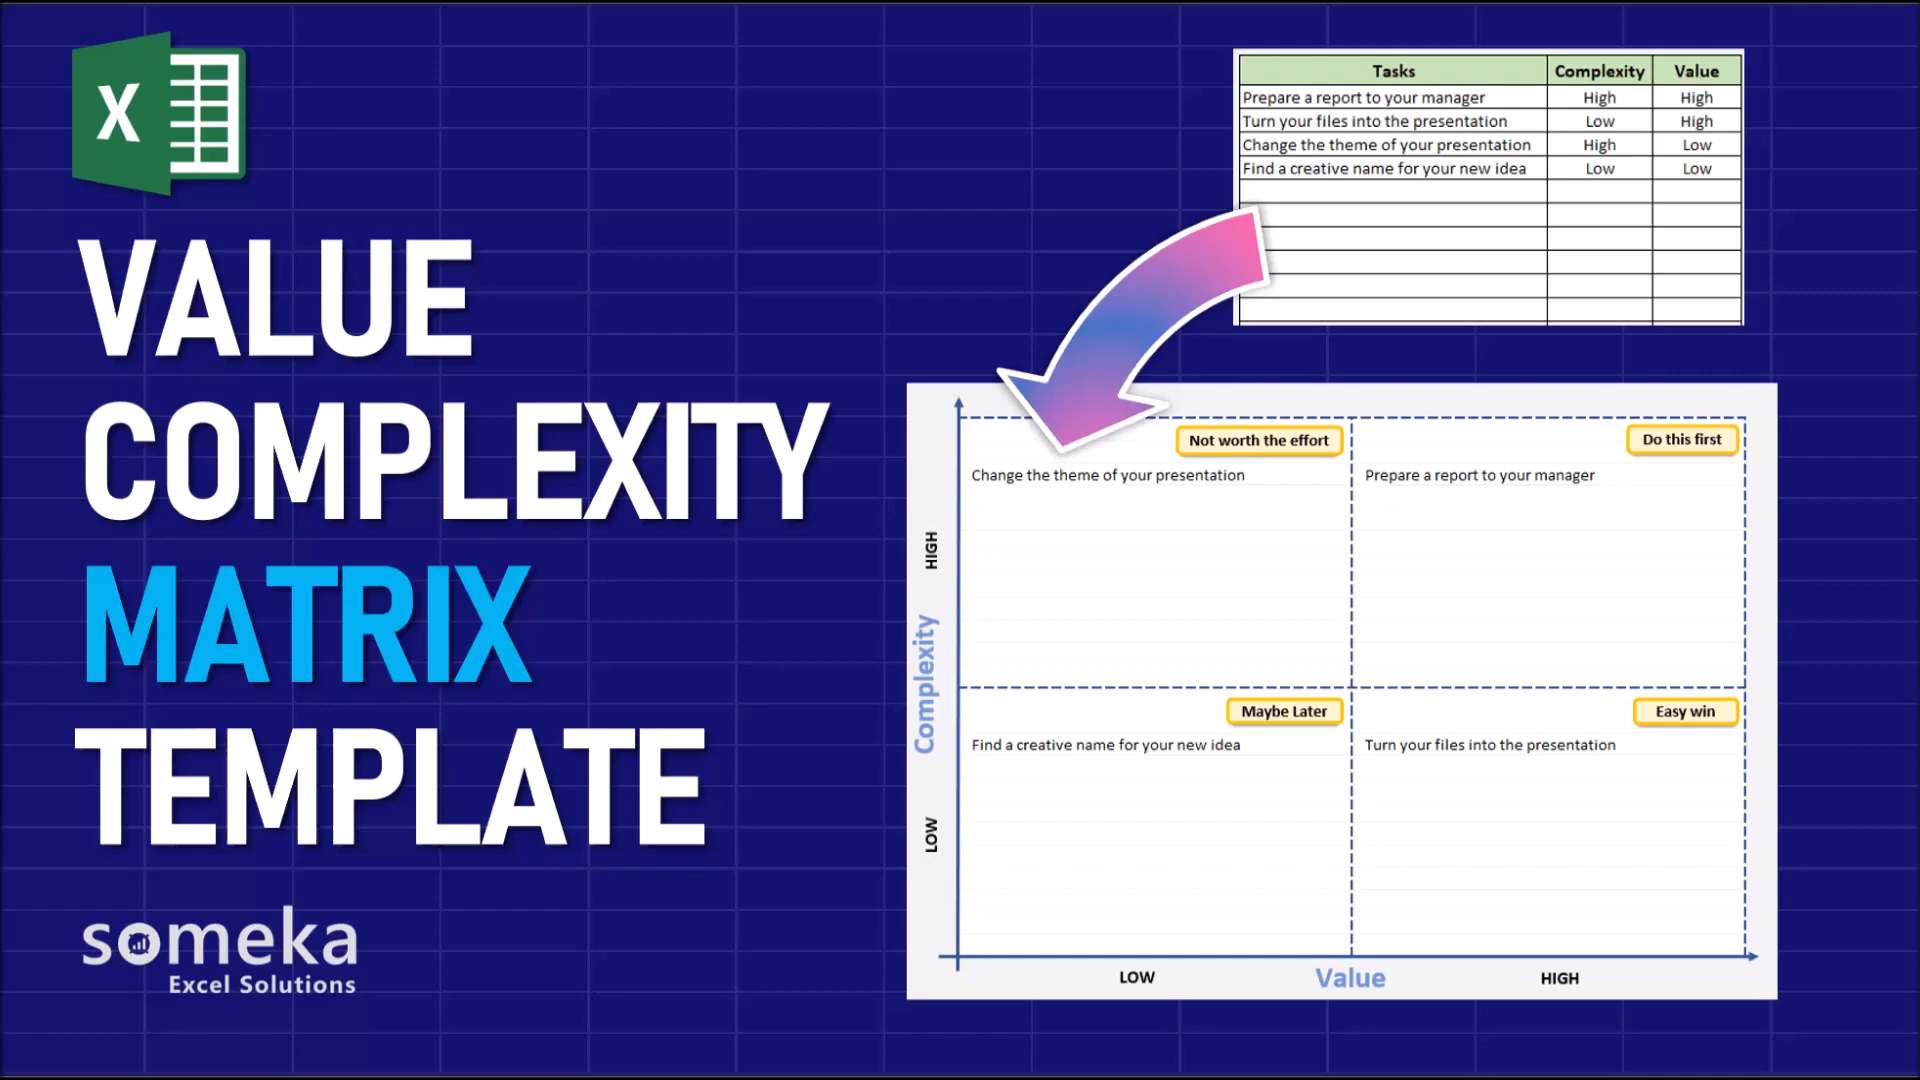 X
VALUE
COMPLEXITY
MATRIX
TEMPLATE
someka
Excel Solutions
Tasks Complexity Value
Prepare a report to your manager High High
Turn your files into the presentation Low High
Change the theme of your presentation High Low
Find a creative name for your new idea Low Low
Not worth the effort
Change the theme of your presentation
Do this first
Prepare a report to your manager
Maybe Later
Find a creative name for your new idea
Easy win
Turn your files into the presentation
HIGH
Complexity
LOW
LOW Value HIGH